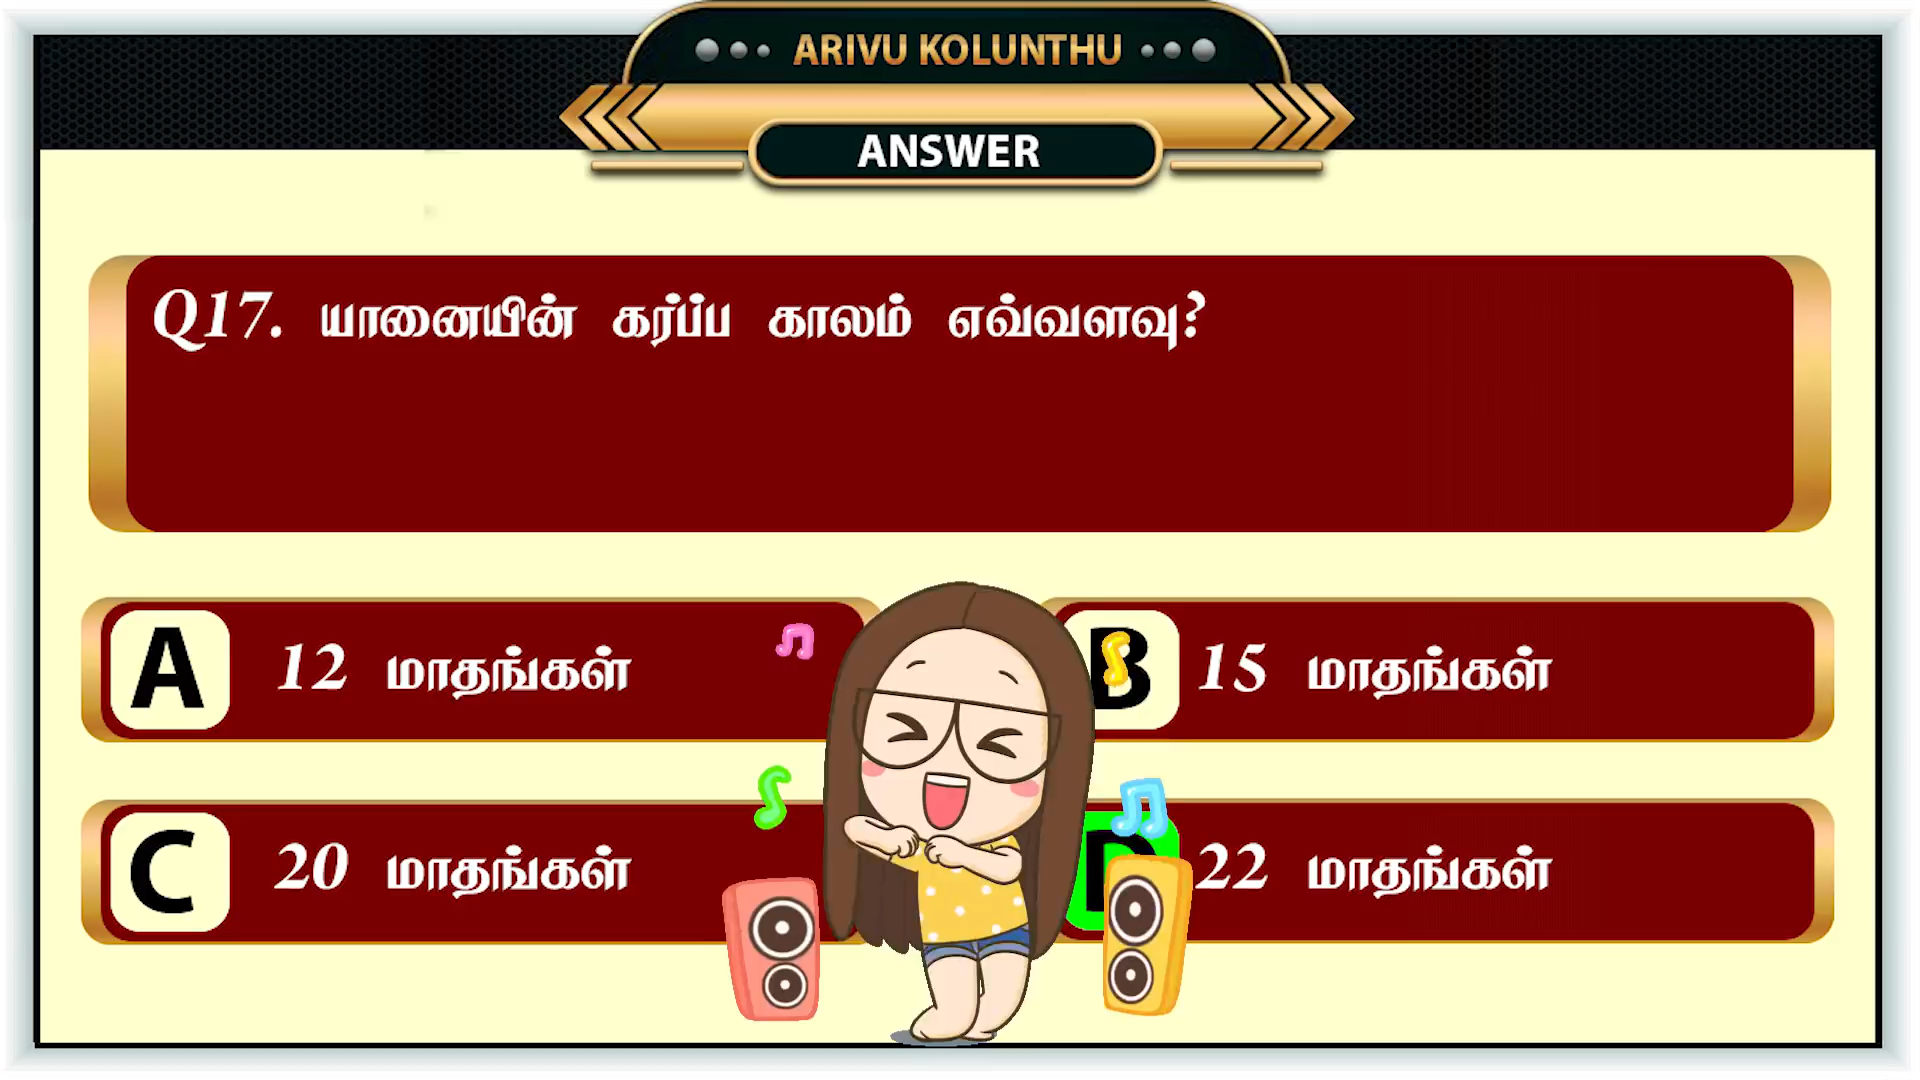 ARIVU KOLUNTHU
ANSWER
Q17. யானையின் கர்ப்ப காலம் எவ்வளவு?
A 12 மாதங்கள்
B 15 மாதங்கள்
C 20 மாதங்கள்
D 22 மாதங்கள்